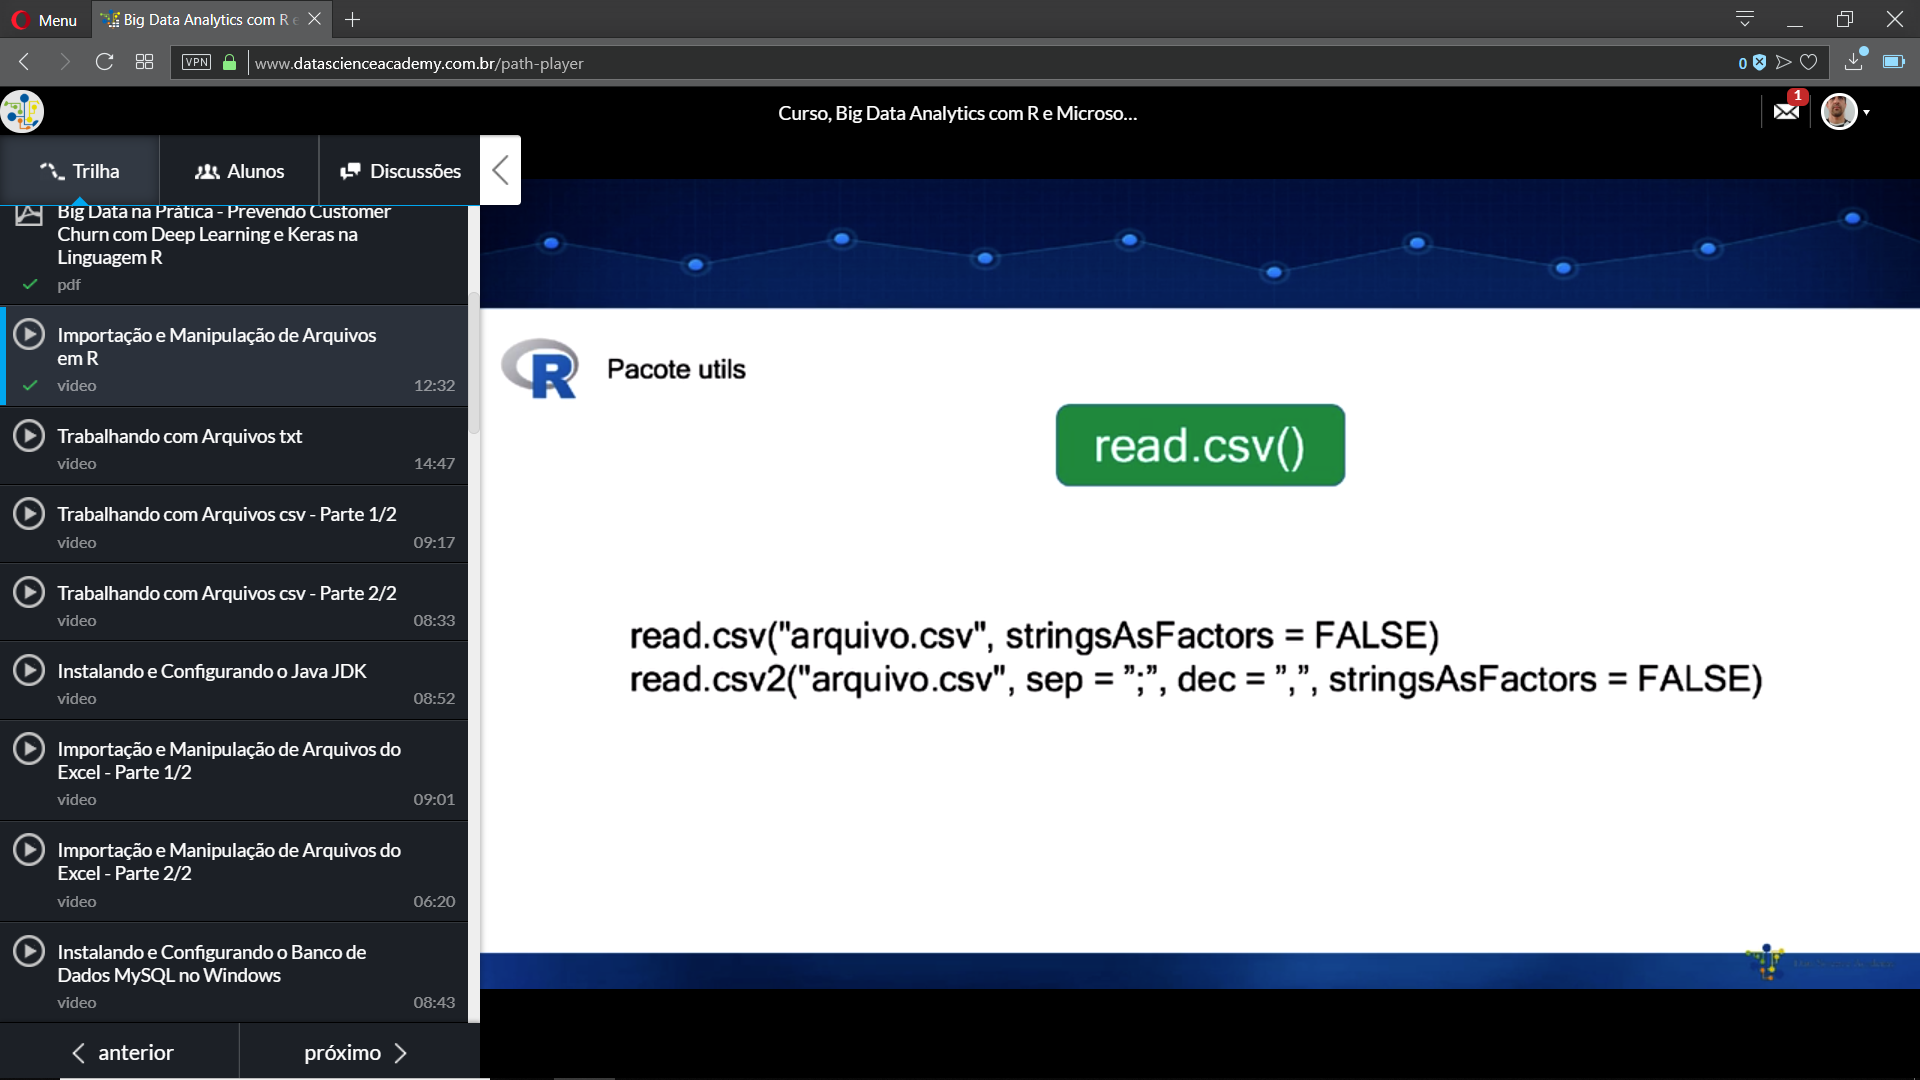 Menu
Big Data Analytics com R e
VPN
www.datascienceacademy.com.br/path-player
0
Curso, Big Data Analytics com R e Microso...
1
Trilha
Alunos
Discussões
Big Data na Prática - Prevendo Customer
Churn com Deep Learning e Keras na
Linguagem R
pdf
Importação e Manipulação de Arquivos
em R
video
12:32
Trabalhando com Arquivos txt
video
14:47
Trabalhando com Arquivos csv - Parte 1/2
video
09:17
Trabalhando com Arquivos csv - Parte 2/2
video
08:33
Instalando e Configurando o Java JDK
video
08:52
Importação e Manipulação de Arquivos do
Excel - Parte 1/2
video
09:01
Importação e Manipulação de Arquivos do
Excel - Parte 2/2
video
06:20
Instalando e Configurando o Banco de
Dados MySQL no Windows
video
08:43
anterior
próximo
R
Pacote utils
read.csv()
read.csv("arquivo.csv", stringsAsFactors = FALSE)
read.csv2("arquivo.csv", sep = ”;”, dec = ”,”, stringsAsFactors = FALSE)